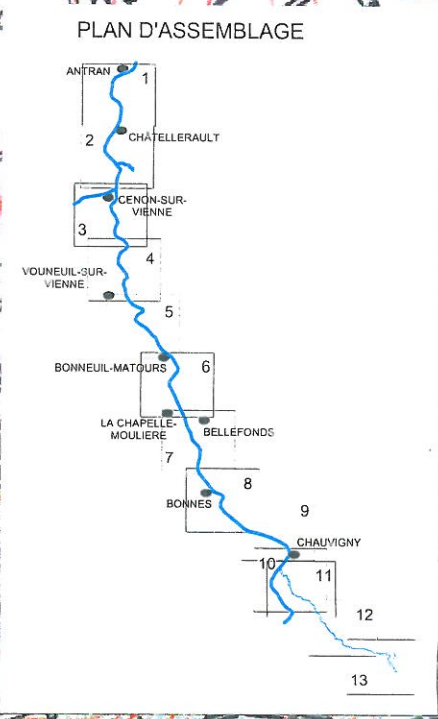 PLAN D'ASSEMBLAGE
ANTRAN
1
2
CHÂTELLERAULT
CENON-SUR-
VIENNE
3
4
VOUNEUIL-SUR-
VIENNE
5
BONNEUIL-MATOURS
6
LA CHAPELLE-
MOULIERE
BELLEFONDS
7
8
BONNES
9
CHAUVIGNY
10
11
12
13